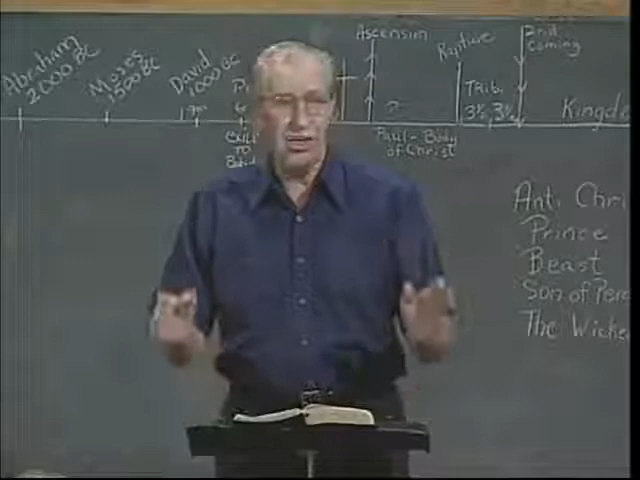 Abraham
2000 BC
Moses
1500 BC
David
1000 BC
Ascension
Rapture
2nd
Coming
Trib.
3½ 3½
Paul - Body
of Christ
Anti Chri
Prince
Beast
Son of Per
The Wicke